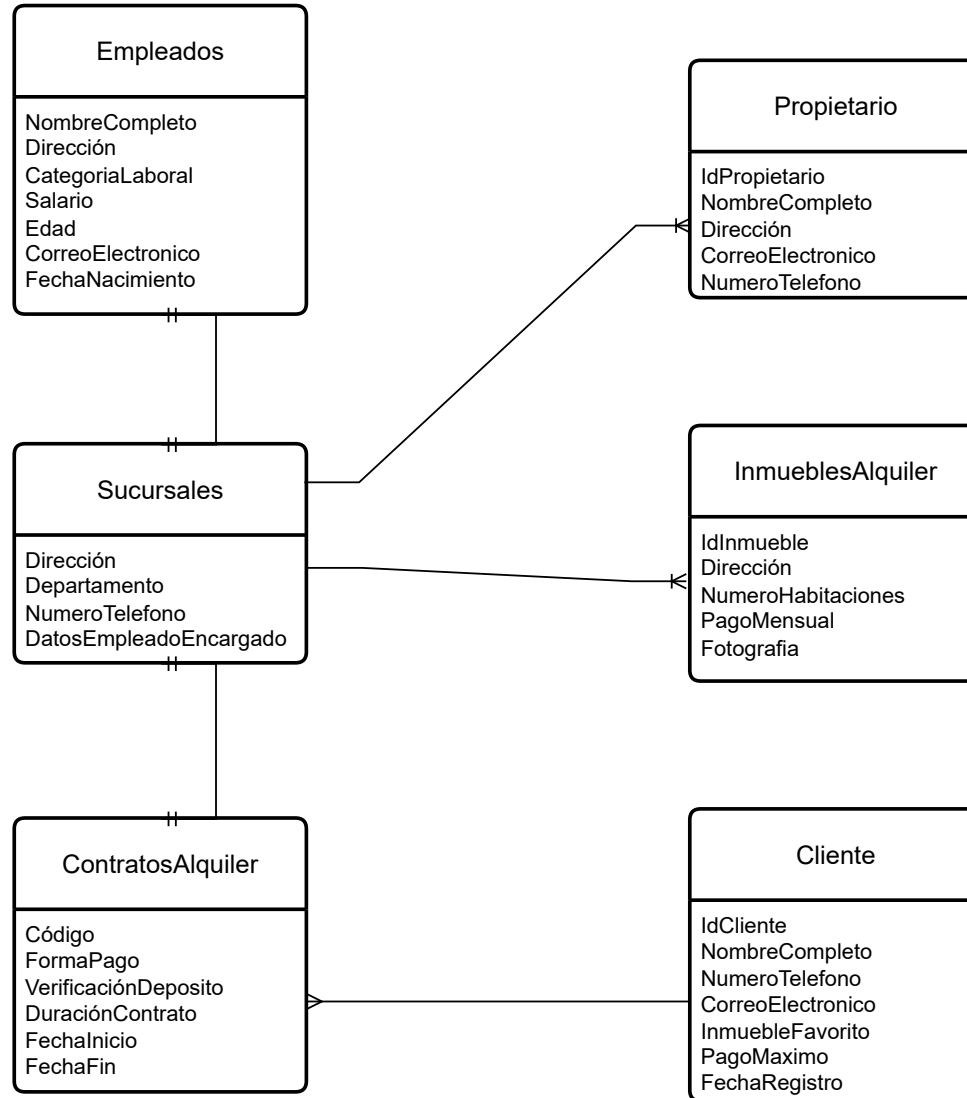 Empleados
NombreCompleto
Dirección
CategoriaLaboral
Salario
Edad
CorreoElectronico
FechaNacimiento
Propietario
IdPropietario
NombreCompleto
Dirección
CorreoElectronico
NumeroTelefono
Sucursales
Dirección
Departamento
NumeroTelefono
DatosEmpleadoEncargado
InmueblesAlquiler
IdInmueble
Dirección
NumeroHabitaciones
PagoMensual
Fotografia
ContratosAlquiler
Código
FormaPago
VerificaciónDeposito
DuraciónContrato
FechaInicio
FechaFin
Cliente
IdCliente
NombreCompleto
NumeroTelefono
CorreoElectronico
InmuebleFavorito
PagoMaximo
FechaRegistro